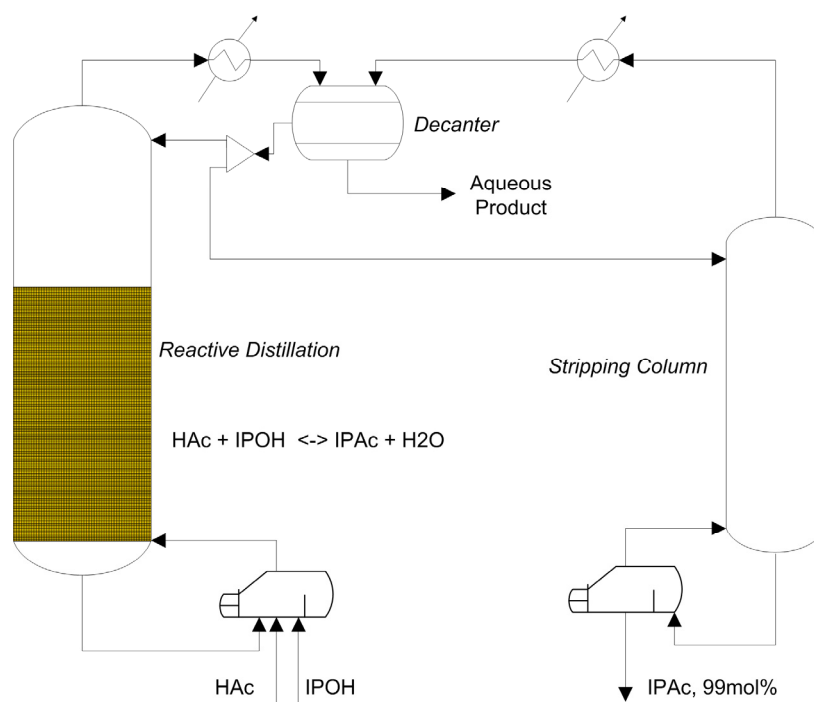 Decanter
Aqueous
Product
Reactive Distillation
Stripping Column
HAc + IPOH <-> IPAc + H2O
HAc
IPOH
IPAc, 99mol%